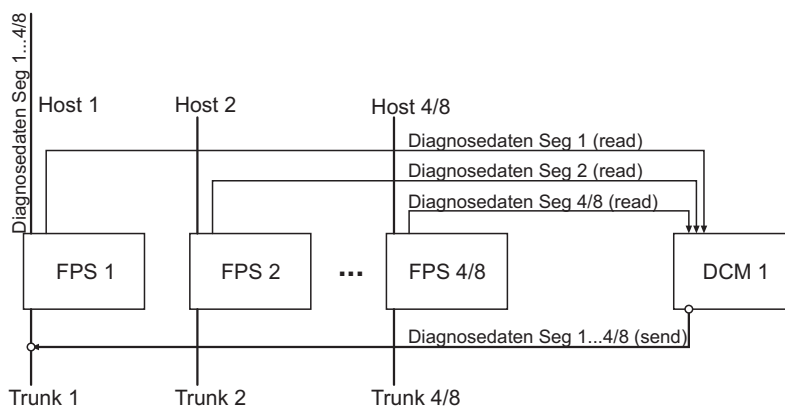 Diagnosedaten Seg 1...4/8
Host 1
Host 2
Host 4/8
Diagnosedaten Seg 1 (read)
Diagnosedaten Seg 2 (read)
Diagnosedaten Seg 4/8 (read)
FPS 1
FPS 2
...
FPS 4/8
DCM 1
Diagnosedaten Seg 1...4/8 (send)
Trunk 1
Trunk 2
Trunk 4/8